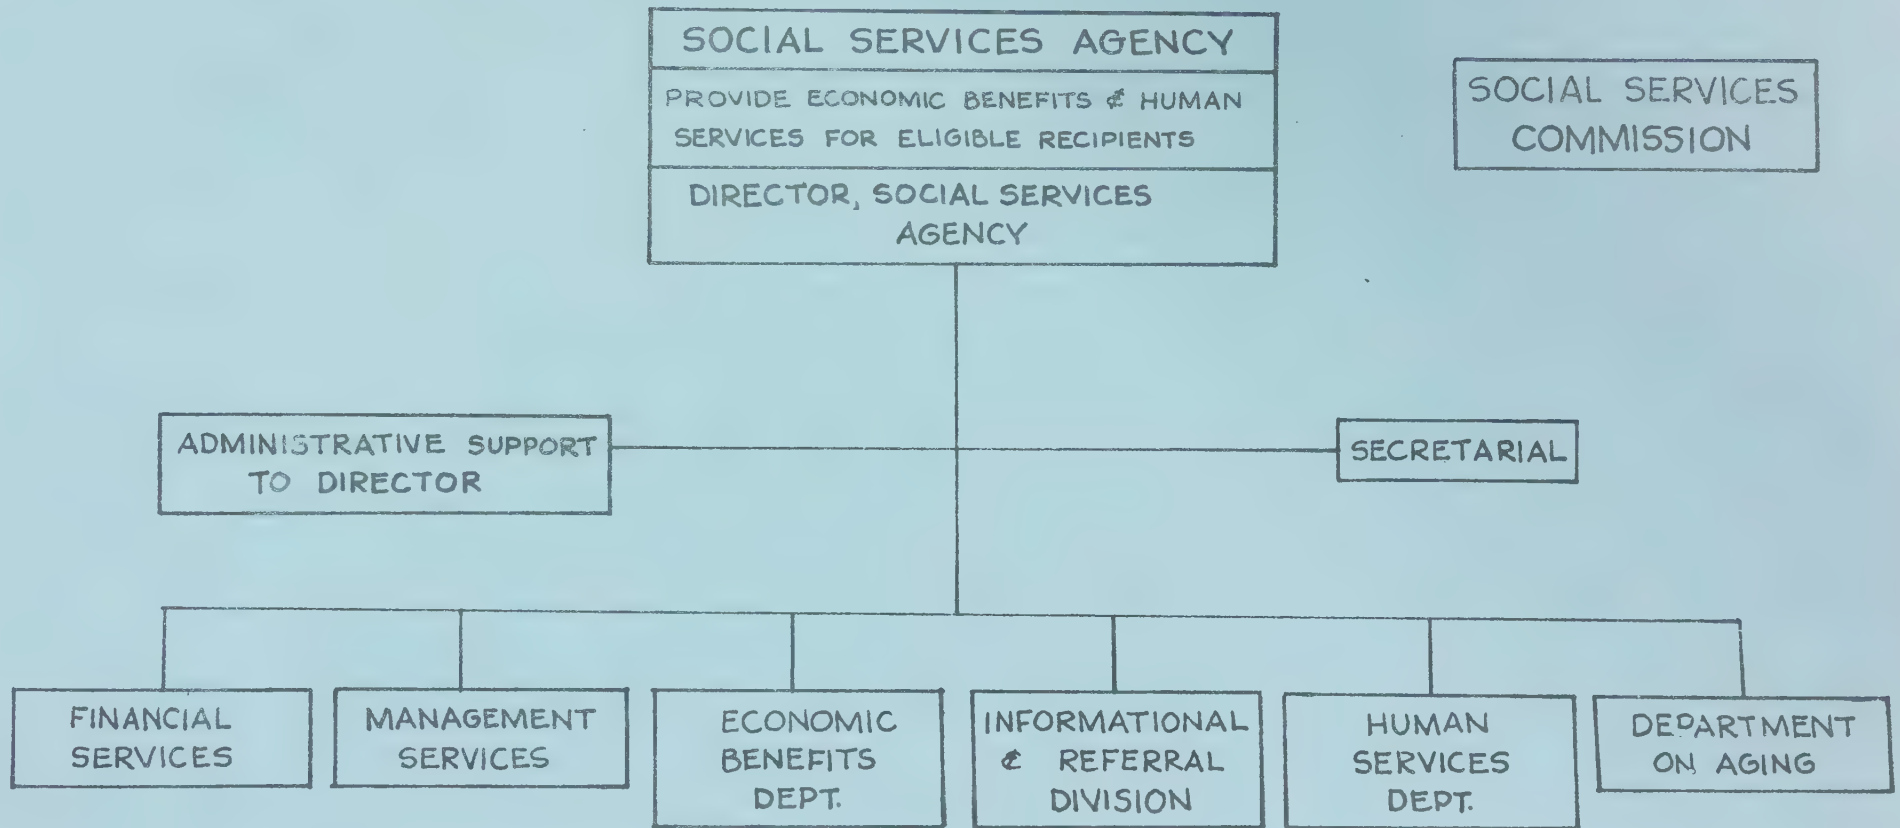 SOCIAL SERVICES AGENCY
PROVIDE ECONOMIC BENEFITS & HUMAN
SERVICES FOR ELIGIBLE RECIPIENTS
DIRECTOR, SOCIAL SERVICES
AGENCY
SOCIAL SERVICES
COMMISSION
ADMINISTRATIVE SUPPORT
TO DIRECTOR
SECRETARIAL
FINANCIAL
SERVICES
MANAGEMENT
SERVICES
ECONOMIC
BENEFITS
DEPT.
INFORMATIONAL
& REFERRAL
DIVISION
HUMAN
SERVICES
DEPT.
DEPARTMENT
ON AGING